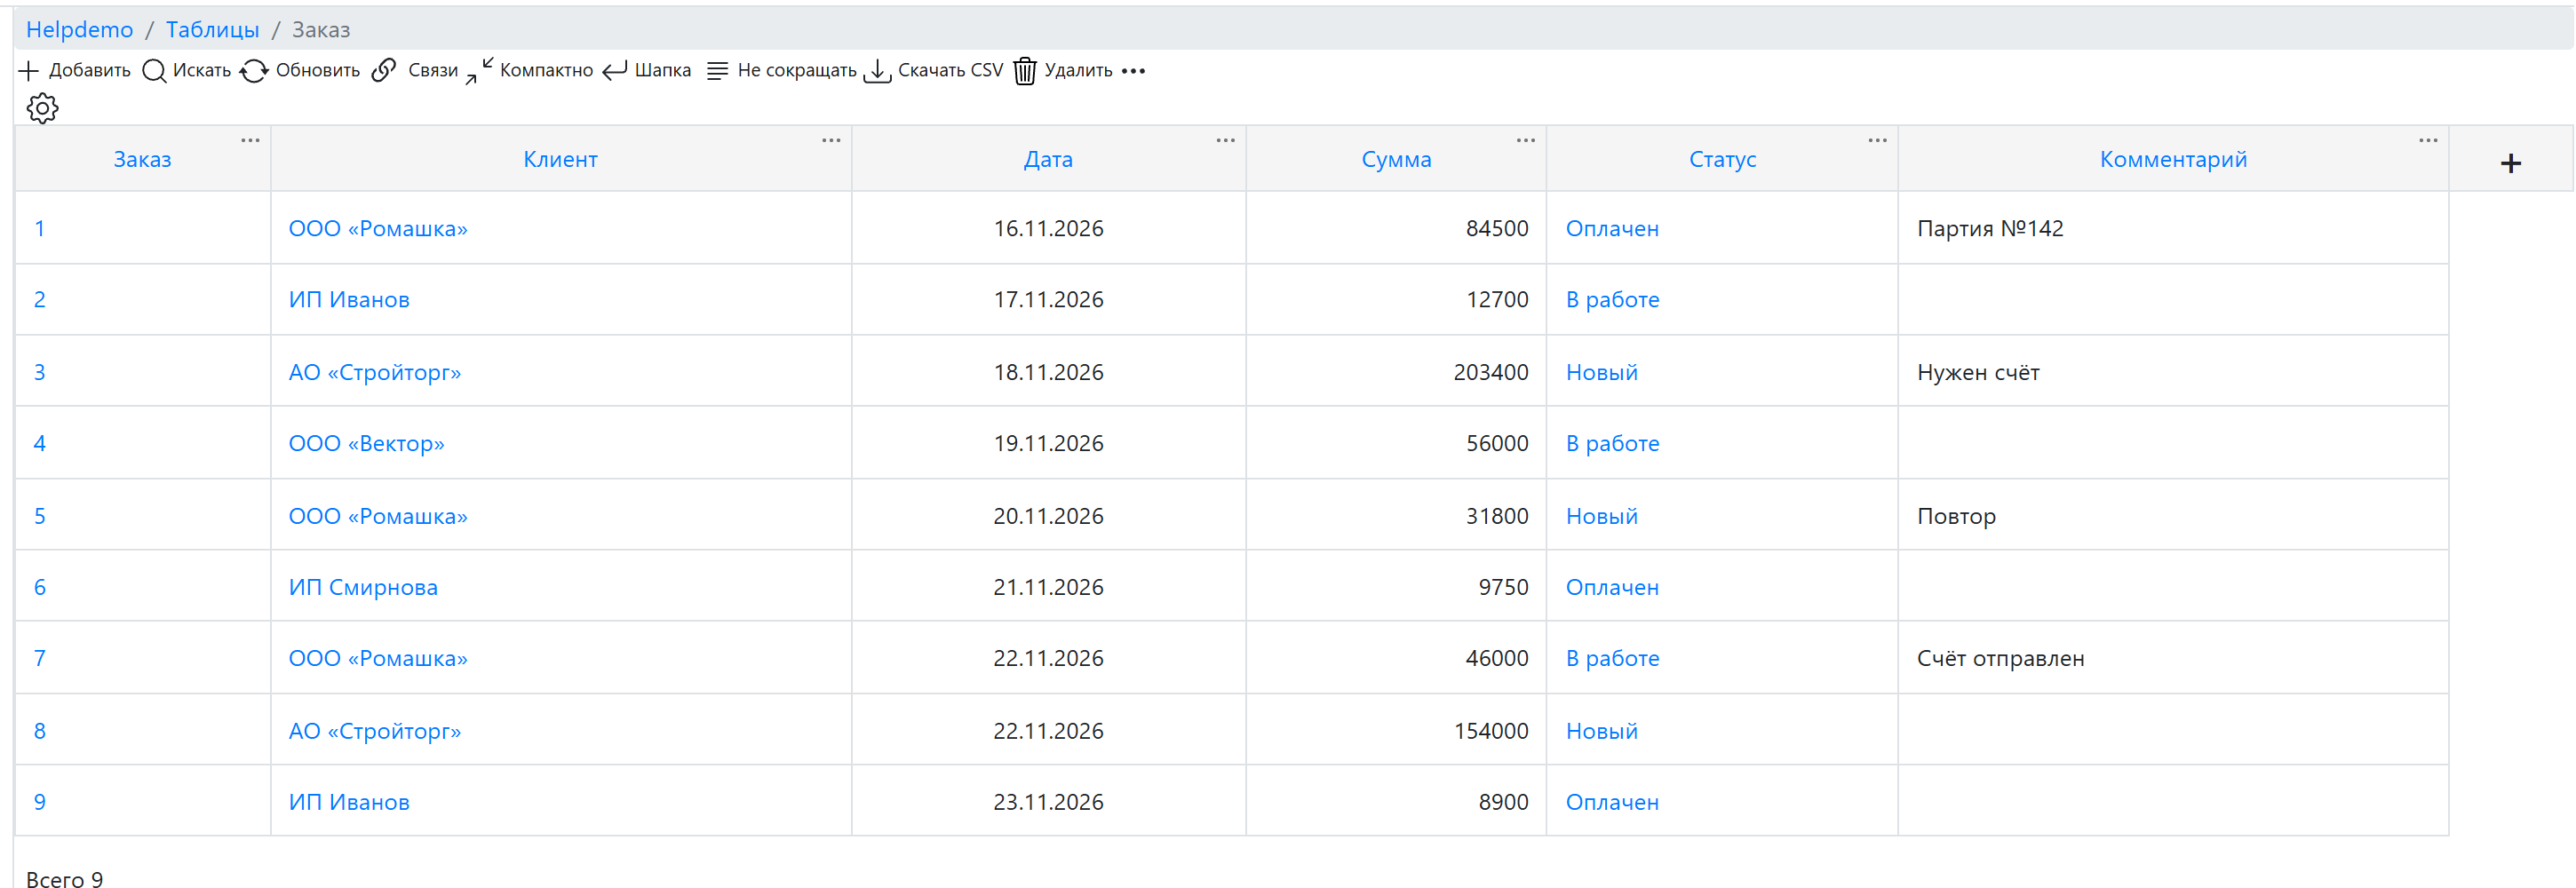 Helpdemo / Таблицы / Заказ
Добавить Искать Обновить Связи Компактно Шапка Не сокращать Скачать CSV Удалить •••
Заказ ••• Клиент ••• Дата ••• Сумма ••• Статус ••• Комментарий ••• +
1 ООО «Ромашка» 16.11.2026 84500 Оплачен Партия №142
2 ИП Иванов 17.11.2026 12700 В работе
3 АО «Стройторг» 18.11.2026 203400 Новый Нужен счёт
4 ООО «Вектор» 19.11.2026 56000 В работе
5 ООО «Ромашка» 20.11.2026 31800 Новый Повтор
6 ИП Смирнова 21.11.2026 9750 Оплачен
7 ООО «Ромашка» 22.11.2026 46000 В работе Счёт отправлен
8 АО «Стройторг» 22.11.2026 154000 Новый
9 ИП Иванов 23.11.2026 8900 Оплачен
Всего 9